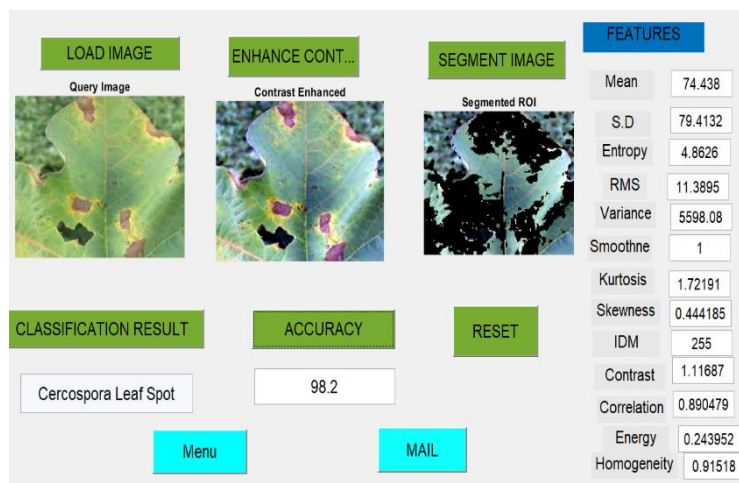 LOAD IMAGE
ENHANCE CONT...
SEGMENT IMAGE
Query Image
Contrast Enhanced
Segmented ROI
CLASSIFICATION RESULT
ACCURACY
RESET
Cercospora Leaf Spot
98.2
Menu
MAIL
FEATURES
Mean 74.438
S.D 79.4132
Entropy 4.8626
RMS 11.3895
Variance 5598.08
Smoothne 1
Kurtosis 1.72191
Skewness 0.444185
IDM 255
Contrast 1.11687
Correlation 0.890479
Energy 0.243952
Homogeneity 0.91518